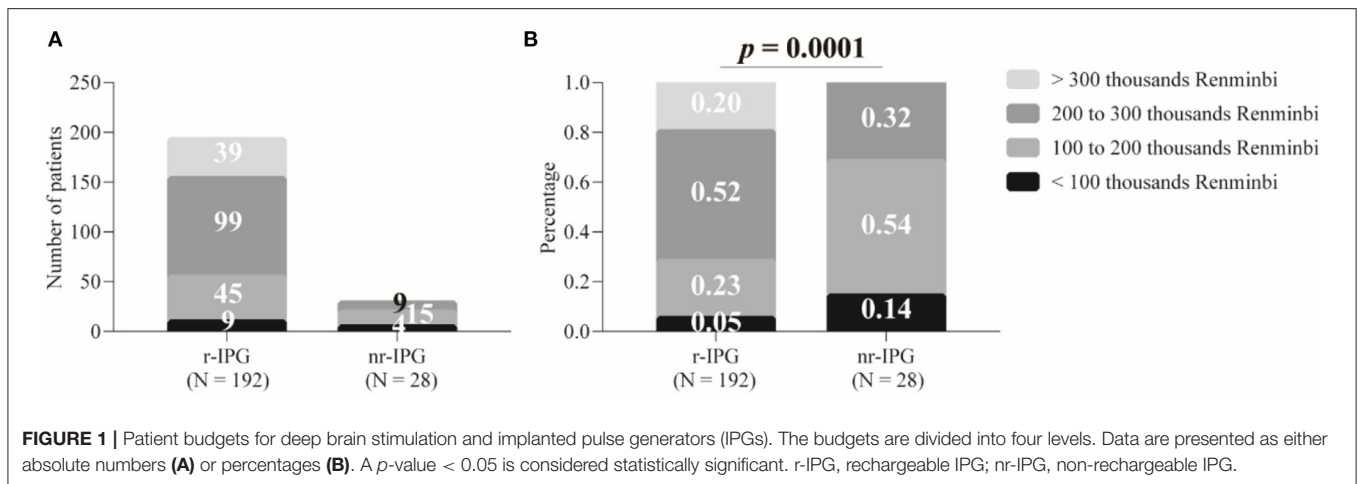 A
B
p = 0.0001
Number of patients
250
200
150
100
50
0
39
99
45
9
9
15
4
r-IPG
(N = 192)
nr-IPG
(N = 28)
Percentage
1.0
0.8
0.6
0.4
0.2
0.0
0.20
0.52
0.23
0.05
0.32
0.54
0.14
r-IPG
(N = 192)
nr-IPG
(N = 28)
> 300 thousands Renminbi
200 to 300 thousands Renminbi
100 to 200 thousands Renminbi
< 100 thousands Renminbi
FIGURE 1 | Patient budgets for deep brain stimulation and implanted pulse generators (IPGs). The budgets are divided into four levels. Data are presented as either
absolute numbers (A) or percentages (B). A p-value < 0.05 is considered statistically significant. r-IPG, rechargeable IPG; nr-IPG, non-rechargeable IPG.